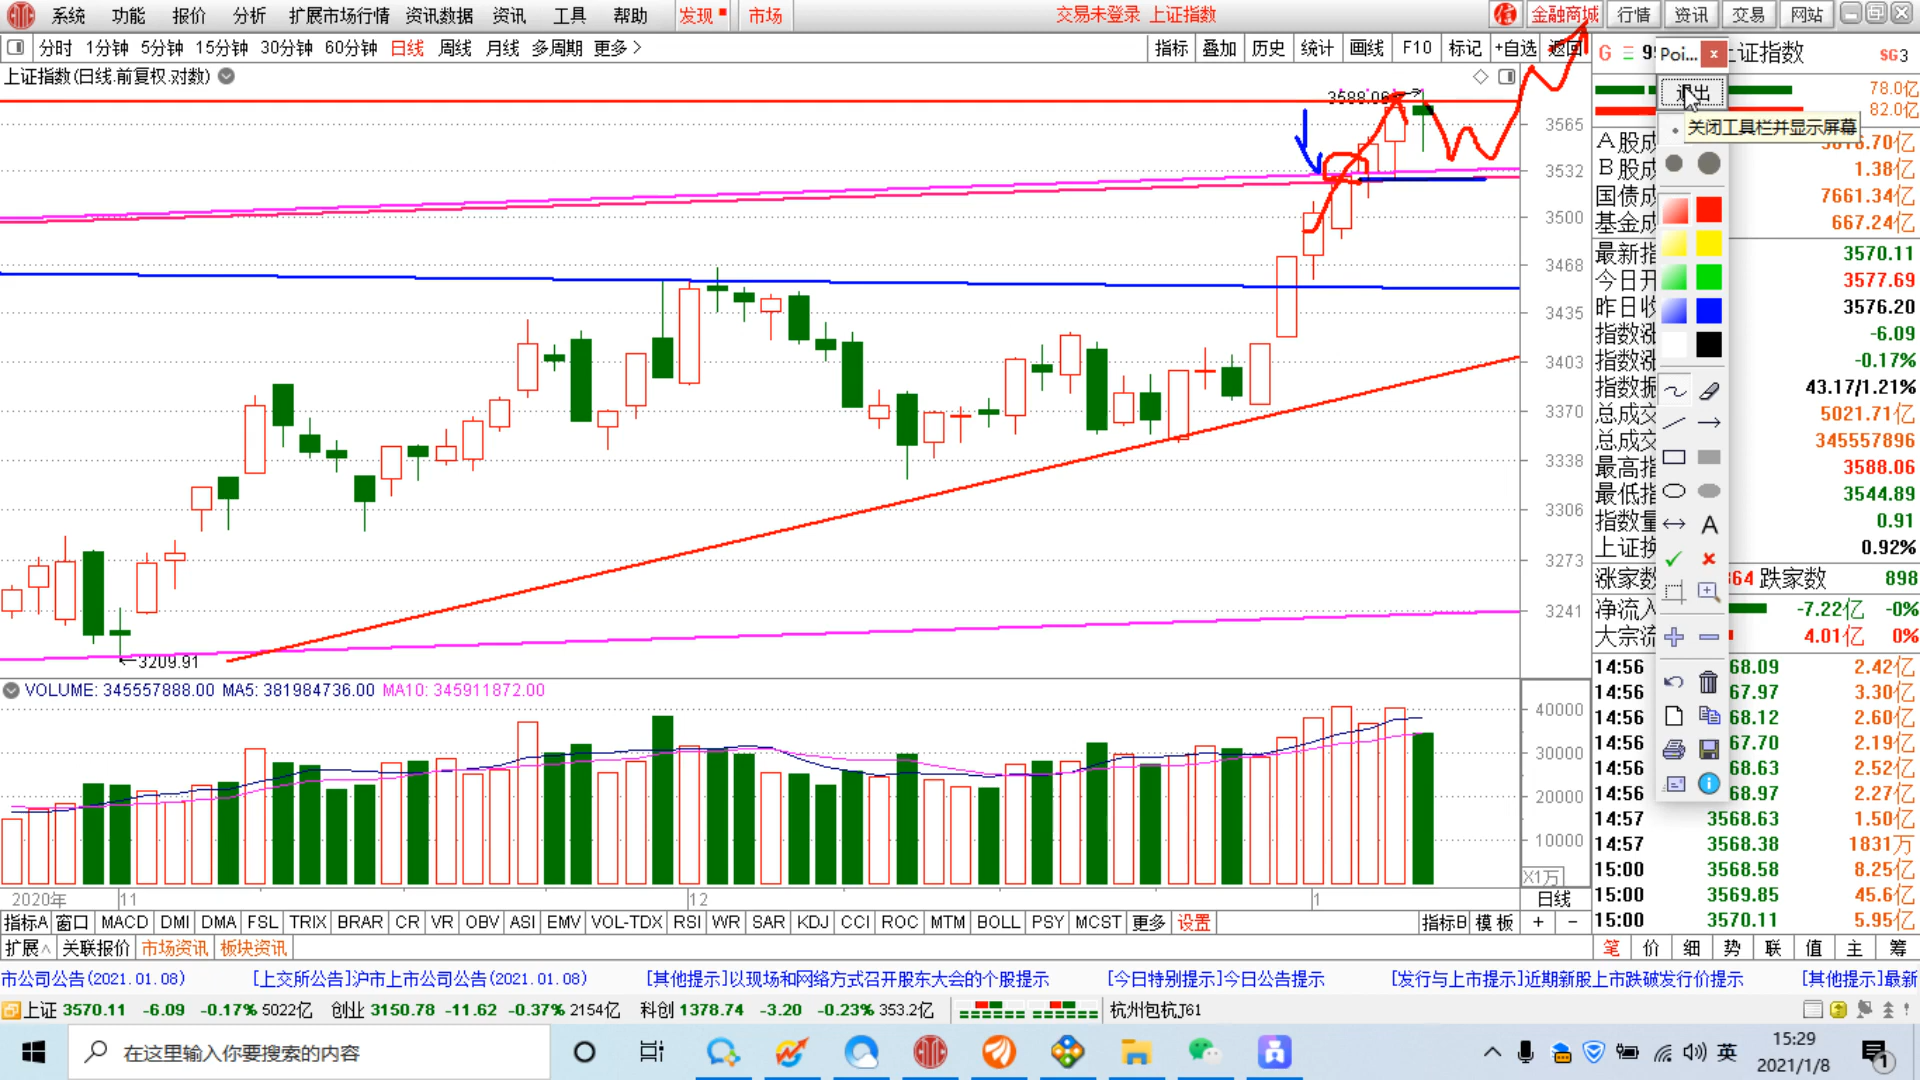 系统 功能 报价 分析 扩展市场行情 资讯数据 资讯 工具 帮助 发现 市场 交易未登录 上证指数 金融商城 行情 资讯 交易 网站
分时 1分钟 5分钟 15分钟 30分钟 60分钟 日线 周线 月线 多周期 更多 指标 叠加 历史 统计 画线 F10 标记 +自选 返回 G Poi... 上证指数 SG3
上证指数(日线.前复权.对数)
退出
关闭工具栏并显示屏幕
3588.06
3565
3532
3500
3468
3435
3403
3370
3338
3306
3273
3241
3209.91
78.0亿
82.0亿
A股成
B股成 1.38亿
国债成 7661.34亿
基金成 667.24亿
最新指 3570.11
今日开 3577.69
昨日收 3576.20
指数涨 -6.09
指数涨 -0.17%
指数振 43.17/1.21%
总成交 5021.71亿
总成交 345557896
最高指 3588.06
最低指 3544.89
指数量 0.91
上证换 0.92%
涨家数 跌家数 898
净流入 -7.22亿 -0%
大宗流 4.01亿 0%
14:56 68.09 2.42亿
14:56 67.97 3.30亿
14:56 68.12 2.60亿
14:56 67.70 2.19亿
14:56 68.63 2.52亿
14:56 68.97 2.27亿
14:57 3568.63 1.50亿
14:57 3568.38 1831万
15:00 3568.58 8.25亿
15:00 3569.85 45.6亿
15:00 3570.11 5.95亿
VOLUME: 345557888.00 MA5: 381984736.00 MA10: 345911872.00
40000
30000
20000
10000
X1万
2020年 11 12 1 日线
指标A 窗口 MACD DMI DMA FSL TRIX BRAR CR VR OBV ASI EMV VOL-TDX RSI WR SAR KDJ CCI ROC MTM BOLL PSY MCST 更多 设置 指标B 模板 + -
扩展∧ 关联报价 市场资讯 板块资讯 笔 价 细 势 联 值 主 筹
市公司公告(2021.01.08) [上交所公告]沪市上市公司公告(2021.01.08) [其他提示]以现场和网络方式召开股东大会的个股提示 [今日特别提示]今日公告提示 [发行与上市提示]近期新股上市跌破发行价提示 [其他提示]最新
上证 3570.11 -6.09 -0.17% 5022亿 创业 3150.78 -11.62 -0.37% 2154亿 科创 1378.74 -3.20 -0.23% 353.2亿 杭州包杭J61
在这里输入你要搜索的内容 英 15:29
2021/1/8 1